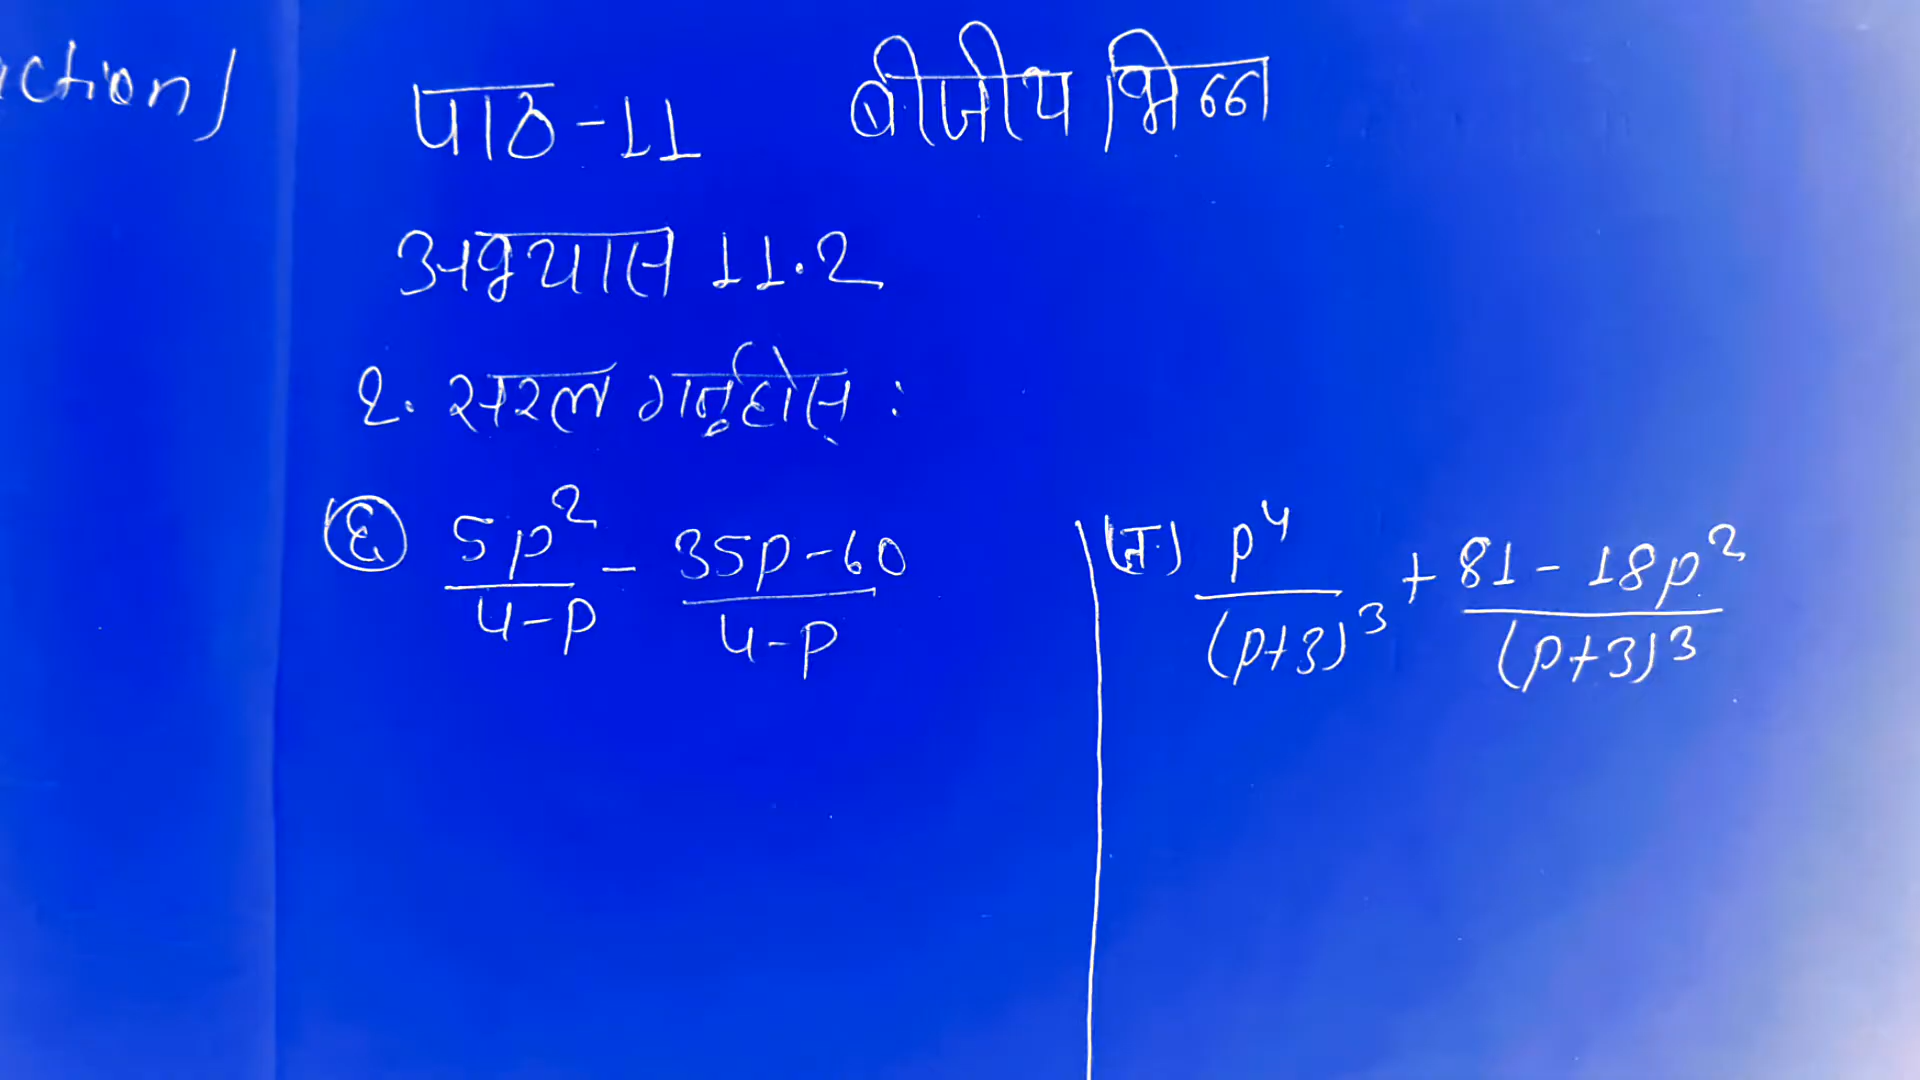 ction)
पाठ-11 बीजीय भिन्न
अभ्यास 11.2
1. सरल गर्नुहोस् :
(ङ) 5p²/4-p - 35p-60/4-p
(ज) p⁴/(p+3)³ + 81-18p²/(p+3)³